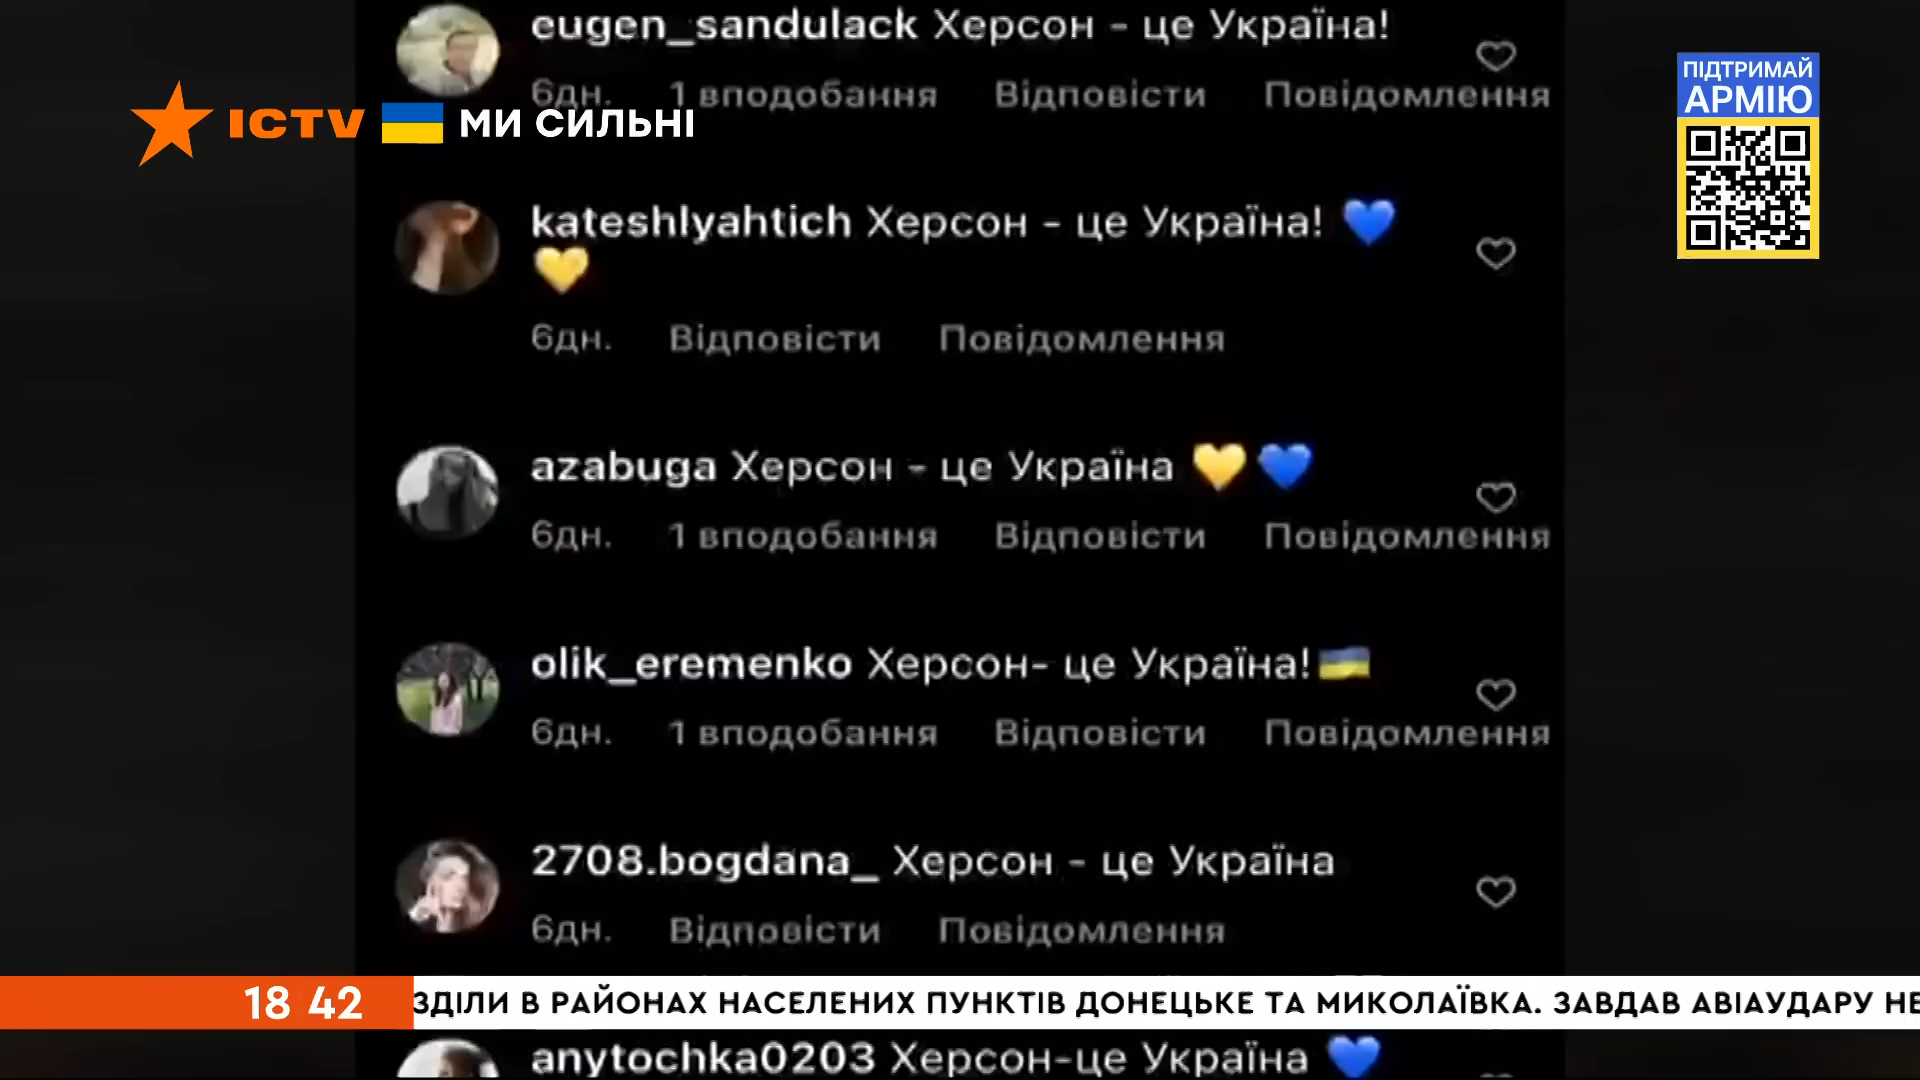 eugen_sandulack Херсон - це Україна!
6дн. 1 вподобання Відповісти Повідомлення
ICTV МИ СИЛЬНІ
ПІДТРИМАЙ
АРМІЮ
kateshlyahtich Херсон - це Україна! 💙
💛
6дн. Відповісти Повідомлення
azabuga Херсон - це Україна 💛💙
6дн. 1 вподобання Відповісти Повідомлення
olik_eremenko Херсон- це Україна!🇺🇦
6дн. 1 вподобання Відповісти Повідомлення
2708.bogdana_ Херсон - це Україна
6дн. Відповісти Повідомлення
18 42 ЗДІЛИ В РАЙОНАХ НАСЕЛЕНИХ ПУНКТІВ ДОНЕЦЬКЕ ТА МИКОЛАЇВКА. ЗАВДАВ АВІАУДАРУ НЕ
anytochka0203 Херсон-це Україна 💙